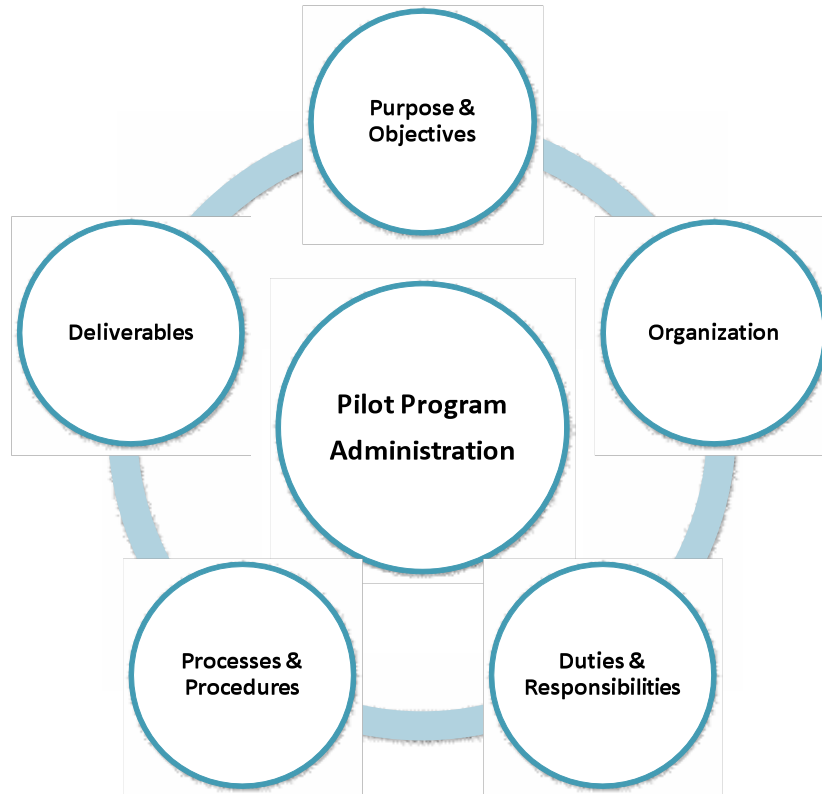 Purpose &
Objectives
Deliverables
Organization
Pilot Program
Administration
Processes &
Procedures
Duties &
Responsibilities